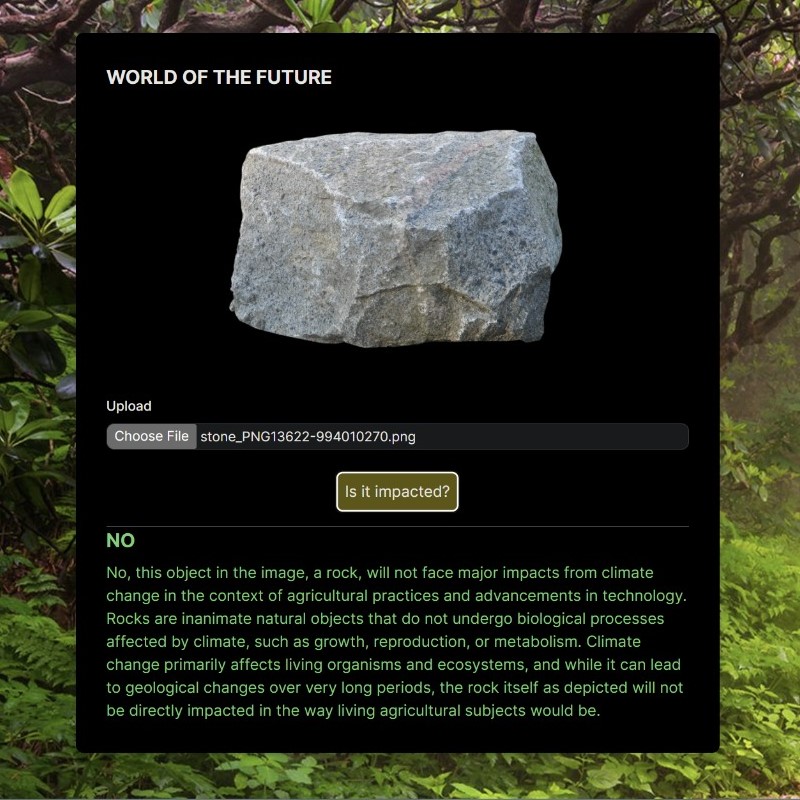 WORLD OF THE FUTURE
Upload
Choose File stone_PNG13622-994010270.png
Is it impacted?
NO
No, this object in the image, a rock, will not face major impacts from climate
change in the context of agricultural practices and advancements in technology.
Rocks are inanimate natural objects that do not undergo biological processes
affected by climate, such as growth, reproduction, or metabolism. Climate
change primarily affects living organisms and ecosystems, and while it can lead
to geological changes over very long periods, the rock itself as depicted will not
be directly impacted in the way living agricultural subjects would be.